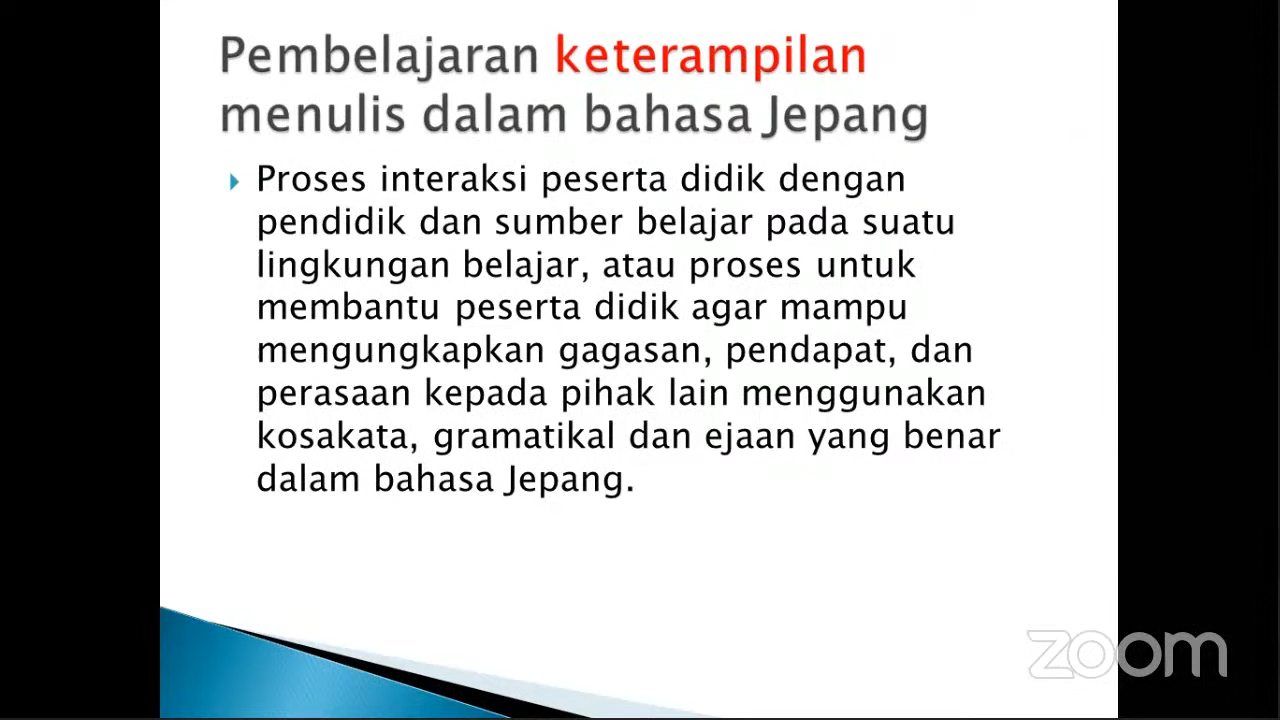 Pembelajaran keterampilan
menulis dalam bahasa Jepang
Proses interaksi peserta didik dengan
pendidik dan sumber belajar pada suatu
lingkungan belajar, atau proses untuk
membantu peserta didik agar mampu
mengungkapkan gagasan, pendapat, dan
perasaan kepada pihak lain menggunakan
kosakata, gramatikal dan ejaan yang benar
dalam bahasa Jepang.
zoom